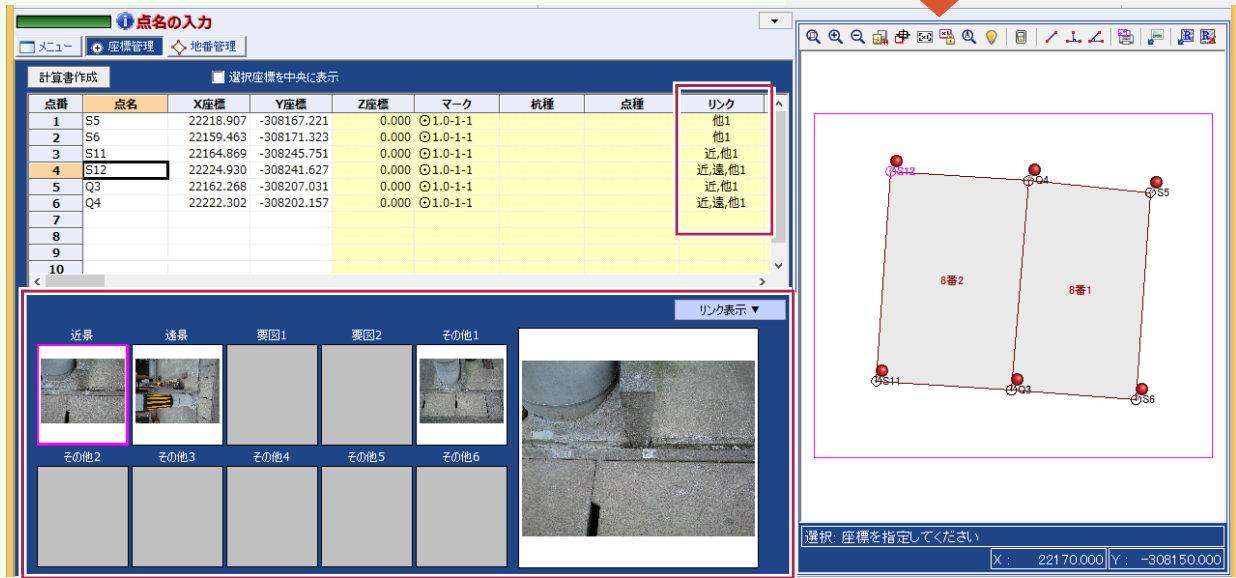 点名の入力
メニュー 座標管理 地番管理
計算書作成 選択座標を中央に表示
点番 点名 X座標 Y座標 Z座標 マーク 杭種 点種 リンク
1 S5 22218.907 -308167.221 0.000 1.0-1-1 他1
2 S6 22159.463 -308171.323 0.000 1.0-1-1 他1
3 S11 22164.869 -308245.751 0.000 1.0-1-1 近,他1
4 S12 22224.930 -308241.627 0.000 1.0-1-1 近,遠,他1
5 Q3 22162.268 -308207.031 0.000 1.0-1-1 近,他1
6 Q4 22222.302 -308202.157 0.000 1.0-1-1 近,遠,他1
7
8
9
10
リンク表示 ▼
近景 遠景 要図1 要図2 その他1
その他2 その他3 その他4 その他5 その他6
S12 Q4 S5
8番2 8番1
S11 Q3 S6
選択: 座標を指定してください
X : 22170.000 Y : -308150.000